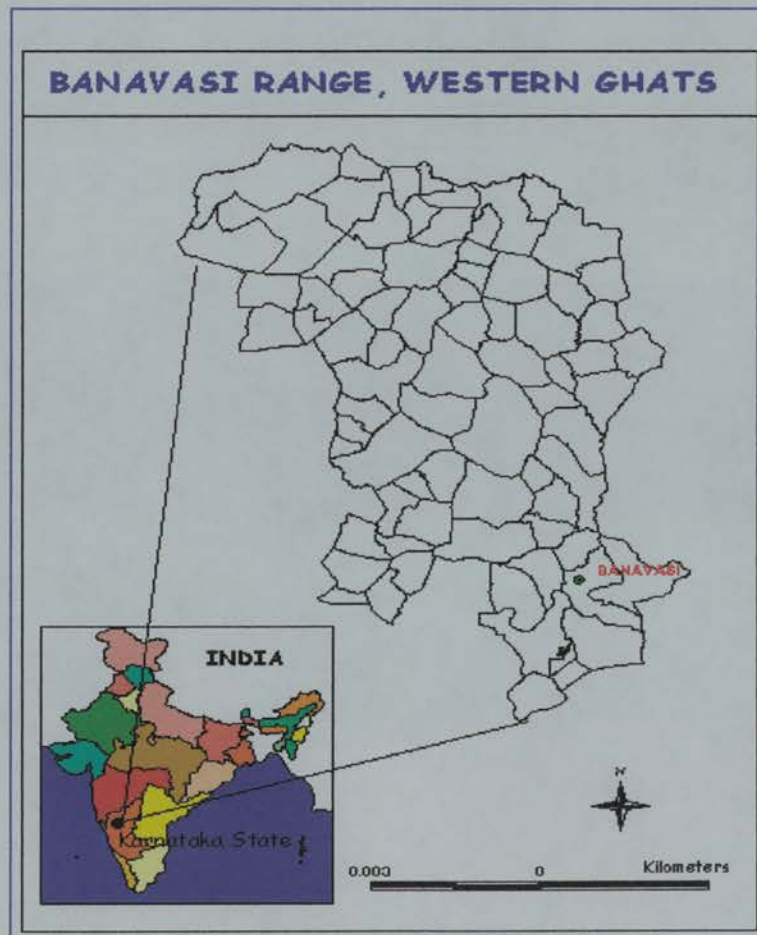 BANAVASI RANGE, WESTERN GHATS
BANAVASI
INDIA
Karnataka State
N
0.003 0 Kilometers